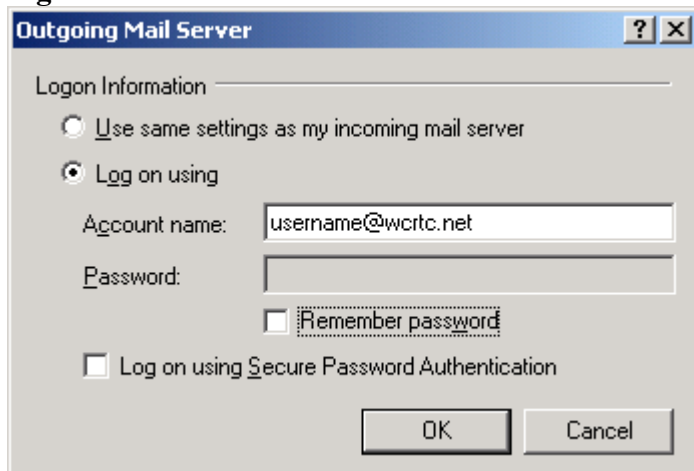 Outgoing Mail Server
Logon Information
Use same settings as my incoming mail server
Log on using
Account name: username@wcrtc.net
Password:
Remember password
Log on using Secure Password Authentication
OK Cancel